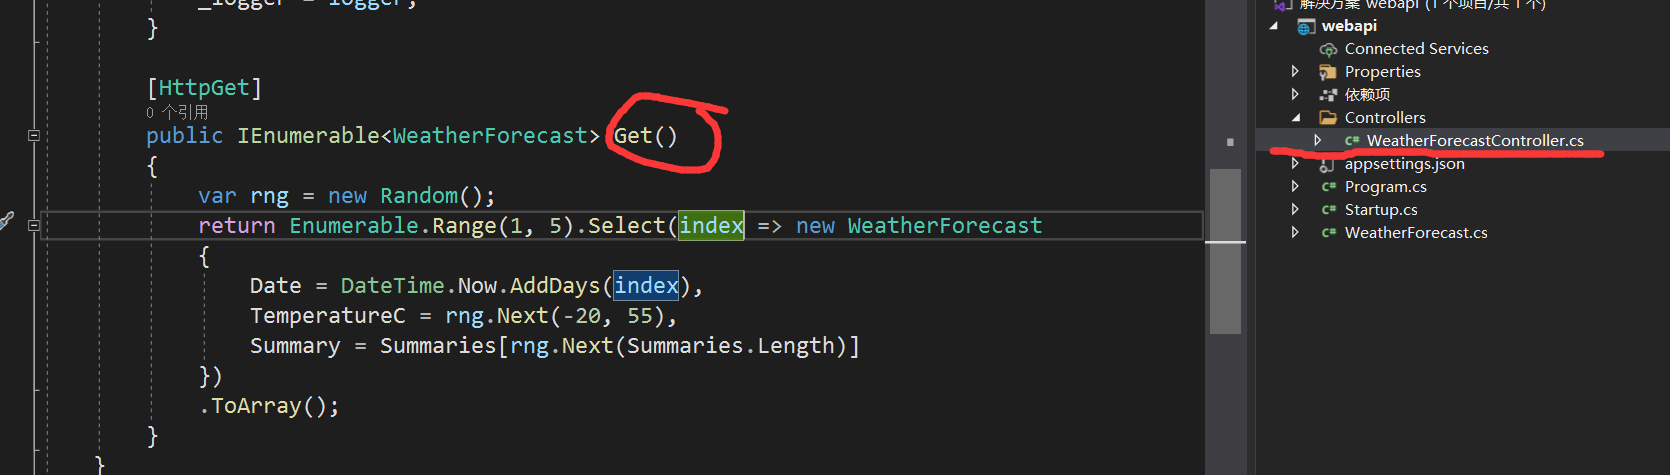 _logger = logger;
}
[HttpGet]
0 个引用
public IEnumerable<WeatherForecast> Get()
{
var rng = new Random();
return Enumerable.Range(1, 5).Select(index => new WeatherForecast
{
Date = DateTime.Now.AddDays(index),
TemperatureC = rng.Next(-20, 55),
Summary = Summaries[rng.Next(Summaries.Length)]
})
.ToArray();
}
}
解决方案 webapi (1 个项目/共 1 个)
webapi
Connected Services
Properties
依赖项
Controllers
C# WeatherForecastController.cs
appsettings.json
C# Program.cs
C# Startup.cs
C# WeatherForecast.cs